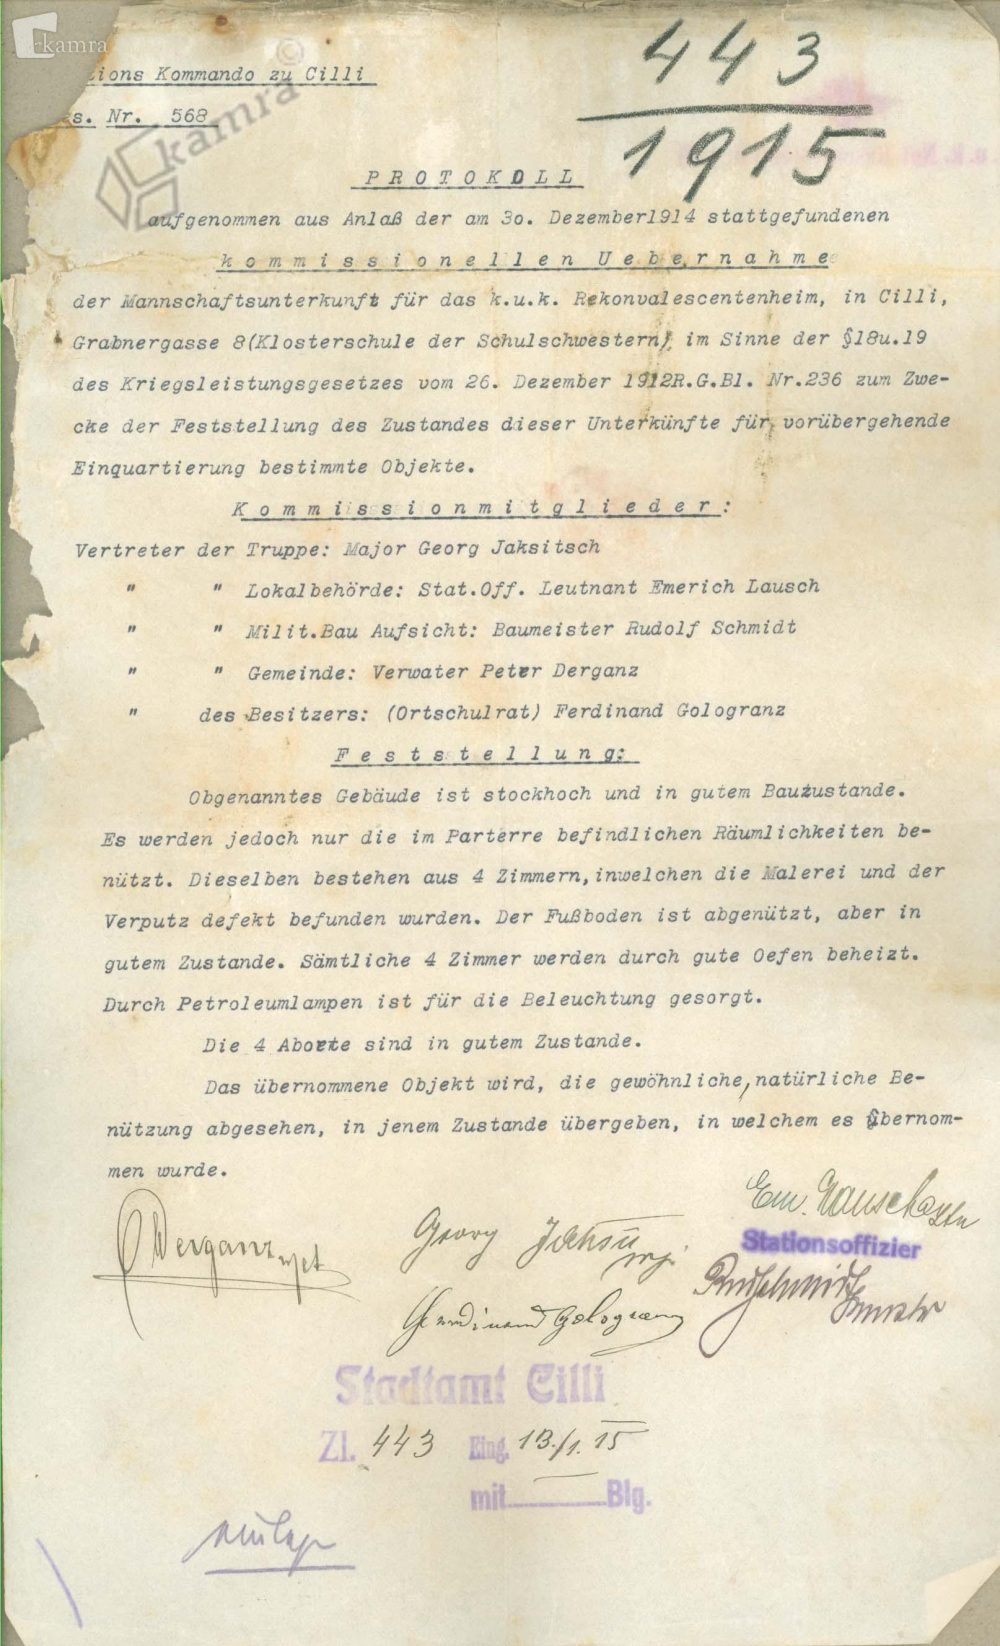 kamra
tions Kommando zu Cilli
s. Nr. 568
443
1915
© kamra
PROTOKOLL
aufgenommen aus Anlaß der am 3o. Dezember1914 stattgefundenen
kommissionellen Uebernahme
der Mannschaftsunterkunft für das k.u.k. Rekonvalescentenheim, in Cilli,
Grabnergasse 8(Klosterschule der Schulschwestern) im Sinne der §18u.19
des Kriegsleistungsgesetzes vom 26. Dezember 1912R.G.Bl. Nr.236 zum Zwe-
cke der Feststellung des Zustandes dieser Unterkünfte für vorübergehende
Einquartierung bestimmte Objekte.
Kommissionmitglieder:
Vertreter der Truppe: Major Georg Jaksitsch
" " Lokalbehörde: Stat.Off. Leutnant Emerich Lausch
" " Milit.Bau Aufsicht: Baumeister Rudolf Schmidt
" " Gemeinde: Verwater Peter Derganz
" des Besitzers: (Ortschulrat) Ferdinand Gologranz
Feststellung:
Obgenanntes Gebäude ist stockhoch und in gutem Bauzustande.
Es werden jedoch nur die im Parterre befindlichen Räumlichkeiten be-
nützt. Dieselben bestehen aus 4 Zimmern,inwelchen die Malerei und der
Verputz defekt befunden wurden. Der Fußboden ist abgenützt, aber in
gutem Zustande. Sämtliche 4 Zimmer werden durch gute Oefen beheizt.
Durch Petroleumlampen ist für die Beleuchtung gesorgt.
Die 4 Aborte sind in gutem Zustande.
Das übernommene Objekt wird, die gewöhnliche,natürliche Be-
nützung abgesehen, in jenem Zustande übergeben, in welchem es übernom-
men wurde.
Em. Lausch
Derganz
Georg
Stationsoffizier
Ferdinand Gologranz
Stadtamt Cilli
Zl. 443 Eing. 13./1. 15
mit Blg.